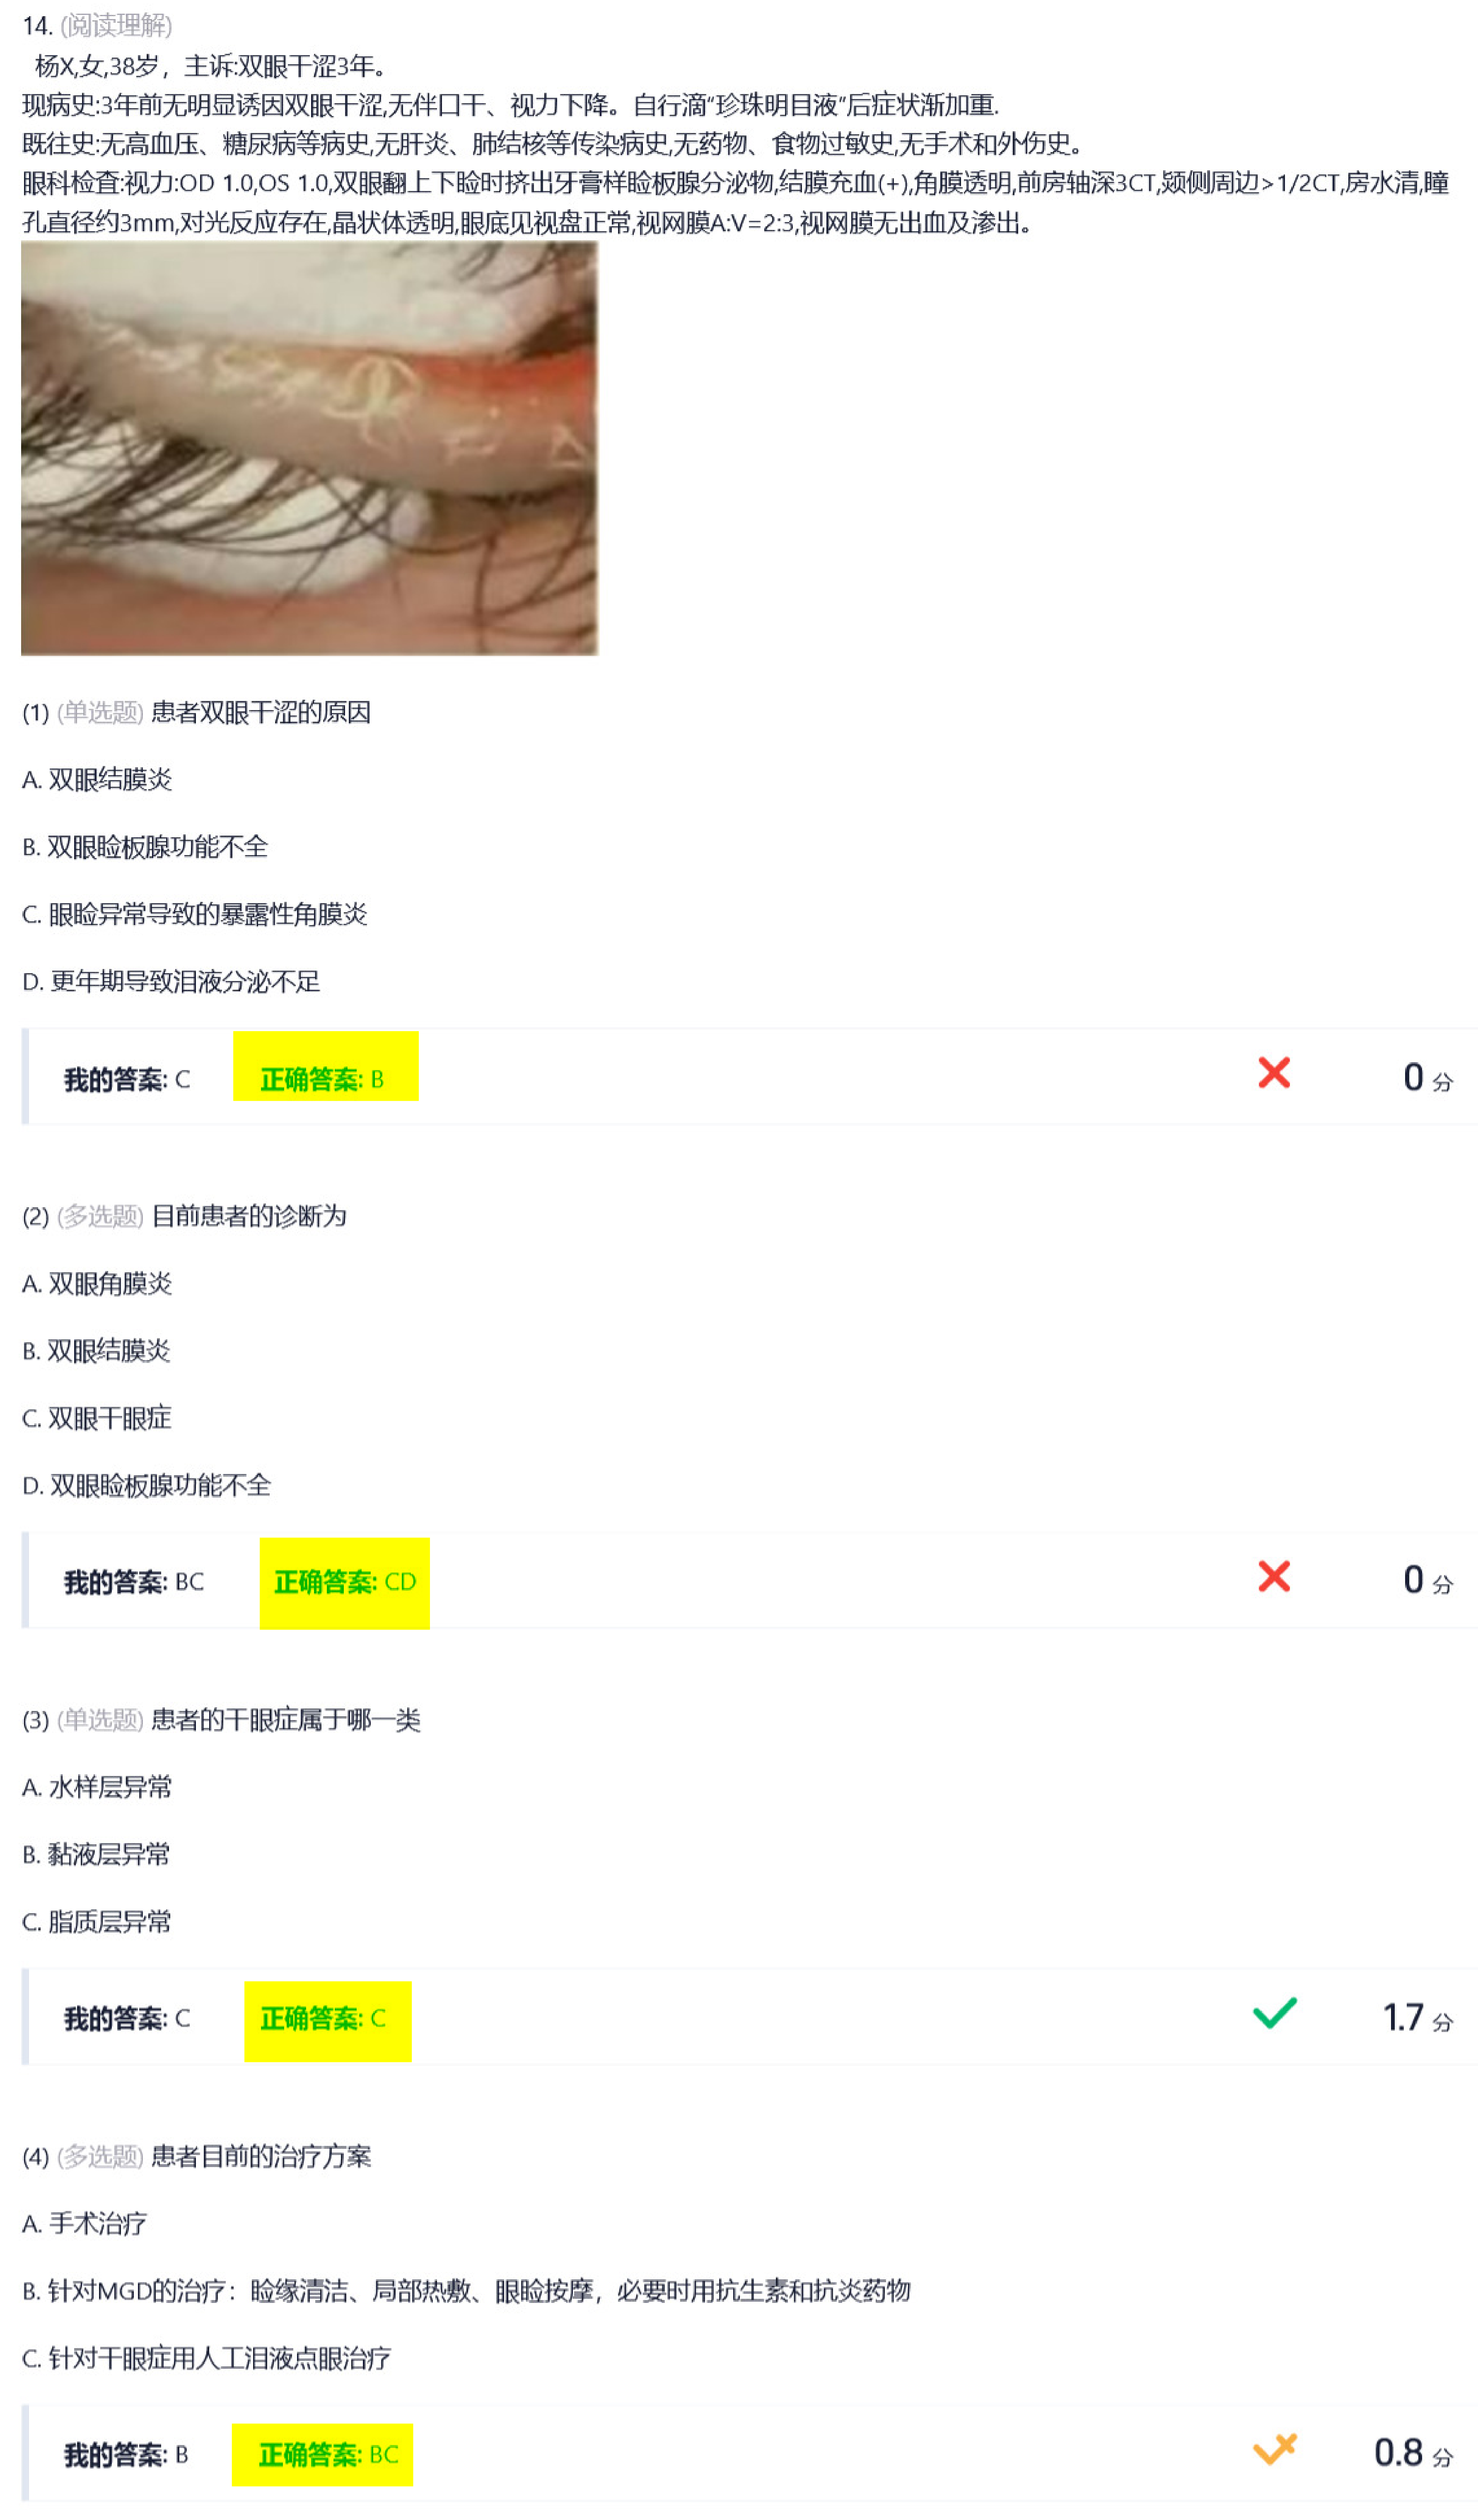 14. (阅读理解)
杨X,女,38岁，主诉:双眼干涩3年。
现病史:3年前无明显诱因双眼干涩,无伴口干、视力下降。自行滴“珍珠明目液”后症状渐加重.
既往史:无高血压、糖尿病等病史,无肝炎、肺结核等传染病史,无药物、食物过敏史,无手术和外伤史。
眼科检查:视力:OD 1.0,OS 1.0,双眼翻上下睑时挤出牙膏样睑板腺分泌物,结膜充血(+),角膜透明,前房轴深3CT,颞侧周边>1/2CT,房水清,瞳
孔直径约3mm,对光反应存在,晶状体透明,眼底见视盘正常,视网膜A:V=2:3,视网膜无出血及渗出。
(1) (单选题) 患者双眼干涩的原因
A. 双眼结膜炎
B. 双眼睑板腺功能不全
C. 眼睑异常导致的暴露性角膜炎
D. 更年期导致泪液分泌不足
我的答案: C 正确答案: B 0 分
(2) (多选题) 目前患者的诊断为
A. 双眼角膜炎
B. 双眼结膜炎
C. 双眼干眼症
D. 双眼睑板腺功能不全
我的答案: BC 正确答案: CD 0 分
(3) (单选题) 患者的干眼症属于哪一类
A. 水样层异常
B. 黏液层异常
C. 脂质层异常
我的答案: C 正确答案: C 1.7 分
(4) (多选题) 患者目前的治疗方案
A. 手术治疗
B. 针对MGD的治疗：睑缘清洁、局部热敷、眼睑按摩，必要时用抗生素和抗炎药物
C. 针对干眼症用人工泪液点眼治疗
我的答案: B 正确答案: BC 0.8 分